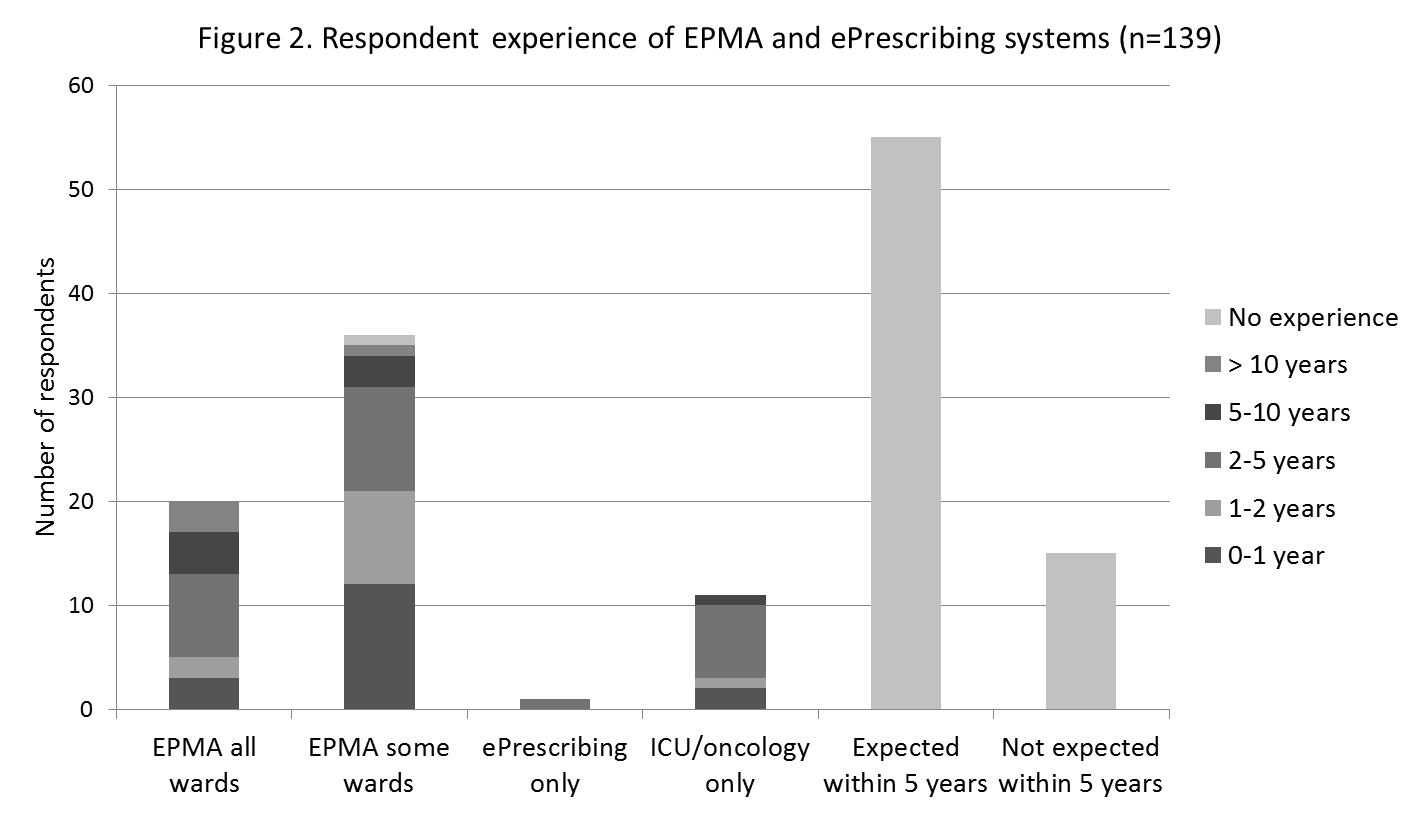 Figure 2. Respondent experience of EPMA and ePrescribing systems (n=139)
60
50
40
30
20
10
0
Number of respondents
EPMA all
wards
EPMA some
wards
ePrescribing
only
ICU/oncology
only
Expected
within 5 years
Not expected
within 5 years
No experience
> 10 years
5-10 years
2-5 years
1-2 years
0-1 year